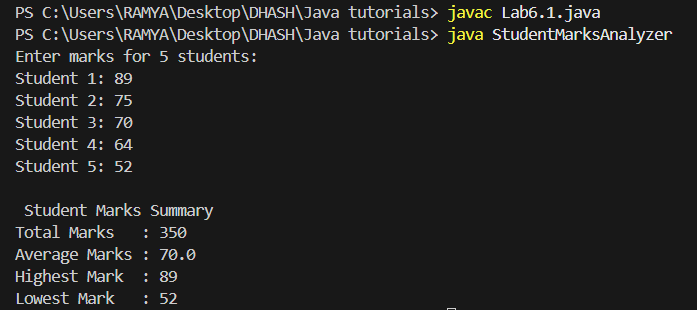 PS C:\Users\RAMYA\Desktop\DHASH\Java tutorials> javac Lab6.1.java
PS C:\Users\RAMYA\Desktop\DHASH\Java tutorials> java StudentMarksAnalyzer
Enter marks for 5 students:
Student 1: 89
Student 2: 75
Student 3: 70
Student 4: 64
Student 5: 52

 Student Marks Summary
Total Marks   : 350
Average Marks : 70.0
Highest Mark  : 89
Lowest Mark   : 52